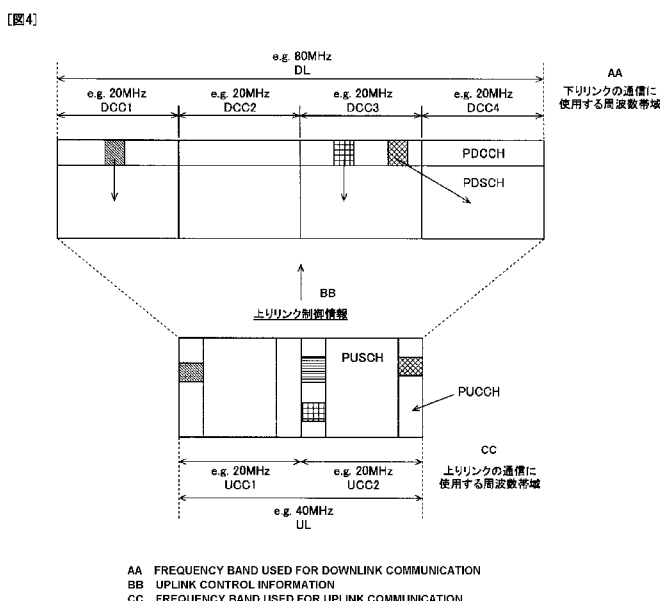 [図4]
e.g. 80MHz
DL
AA
下りリンクの通信に
使用する周波数帯域
e.g. 20MHz
DCC1
e.g. 20MHz
DCC2
e.g. 20MHz
DCC3
e.g. 20MHz
DCC4
PDCCH
PDSCH
BB
上りリンク制御情報
PUSCH
PUCCH
CC
上りリンクの通信に
使用する周波数帯域
e.g. 20MHz
UCC1
e.g. 20MHz
UCC2
e.g. 40MHz
UL
AA FREQUENCY BAND USED FOR DOWNLINK COMMUNICATION
BB UPLINK CONTROL INFORMATION
CC FREQUENCY BAND USED FOR UPLINK COMMUNICATION